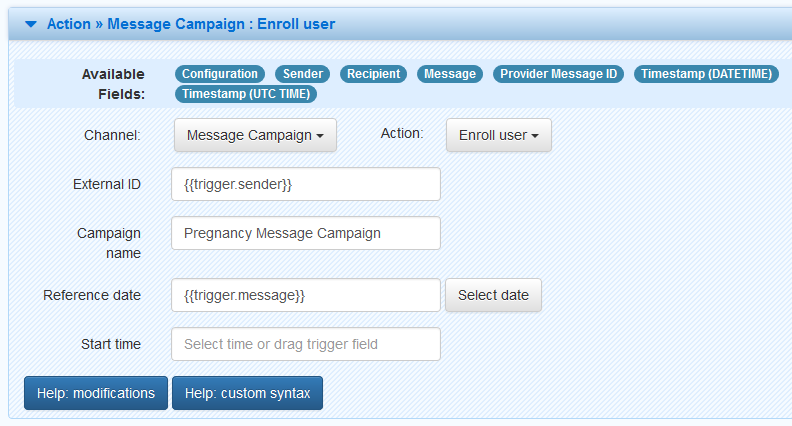 Action » Message Campaign : Enroll user
Available Fields: Configuration Sender Recipient Message Provider Message ID Timestamp (DATETIME)
Timestamp (UTC TIME)
Channel: Message Campaign Action: Enroll user
External ID {{trigger.sender}}
Campaign name Pregnancy Message Campaign
Reference date {{trigger.message}} Select date
Start time Select time or drag trigger field
Help: modifications Help: custom syntax